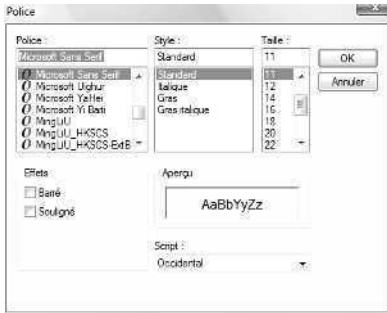 Police
Police : Style : Taille :
Microsoft Sans Serif Standard 11 OK
Microsoft Sans Serif Standard 11 Annuler
Microsoft Uighur Italique 12
Microsoft YaHei Gras 14
Microsoft Yi Baiti Gras italique 16
MingLiU 18
MingLiU_HKSCS 20
MingLiU_HKSCS-ExtB 22
Effets Aperçu
Barré
Souligné AaBbYyZz
Script :
Occidental